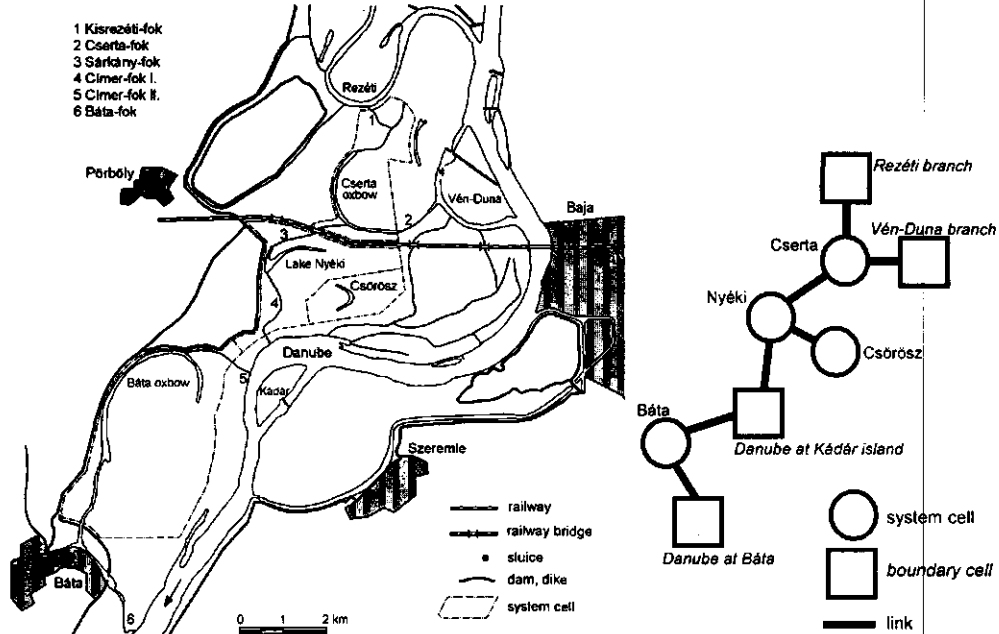 1 Kisrezéti-fok
2 Cserta-fok
3 Sárkány-fok
4 Címer-fok I.
5 Címer-fok II.
6 Báta-fok
Rezéti
1
Pörböly
Cserta
oxbow
Vén-Duna
2
Baja
3
Lake Nyéki
Csörösz
4
Danube
Báta oxbow
5
Kádár
Szeremle
Báta
6
0 1 2 km
railway
railway bridge
sluice
dam, dike
system cell
Rezéti branch
Vén-Duna branch
Cserta
Nyéki
Csörösz
Báta
Danube at Kádár island
Danube at Báta
system cell
boundary cell
link